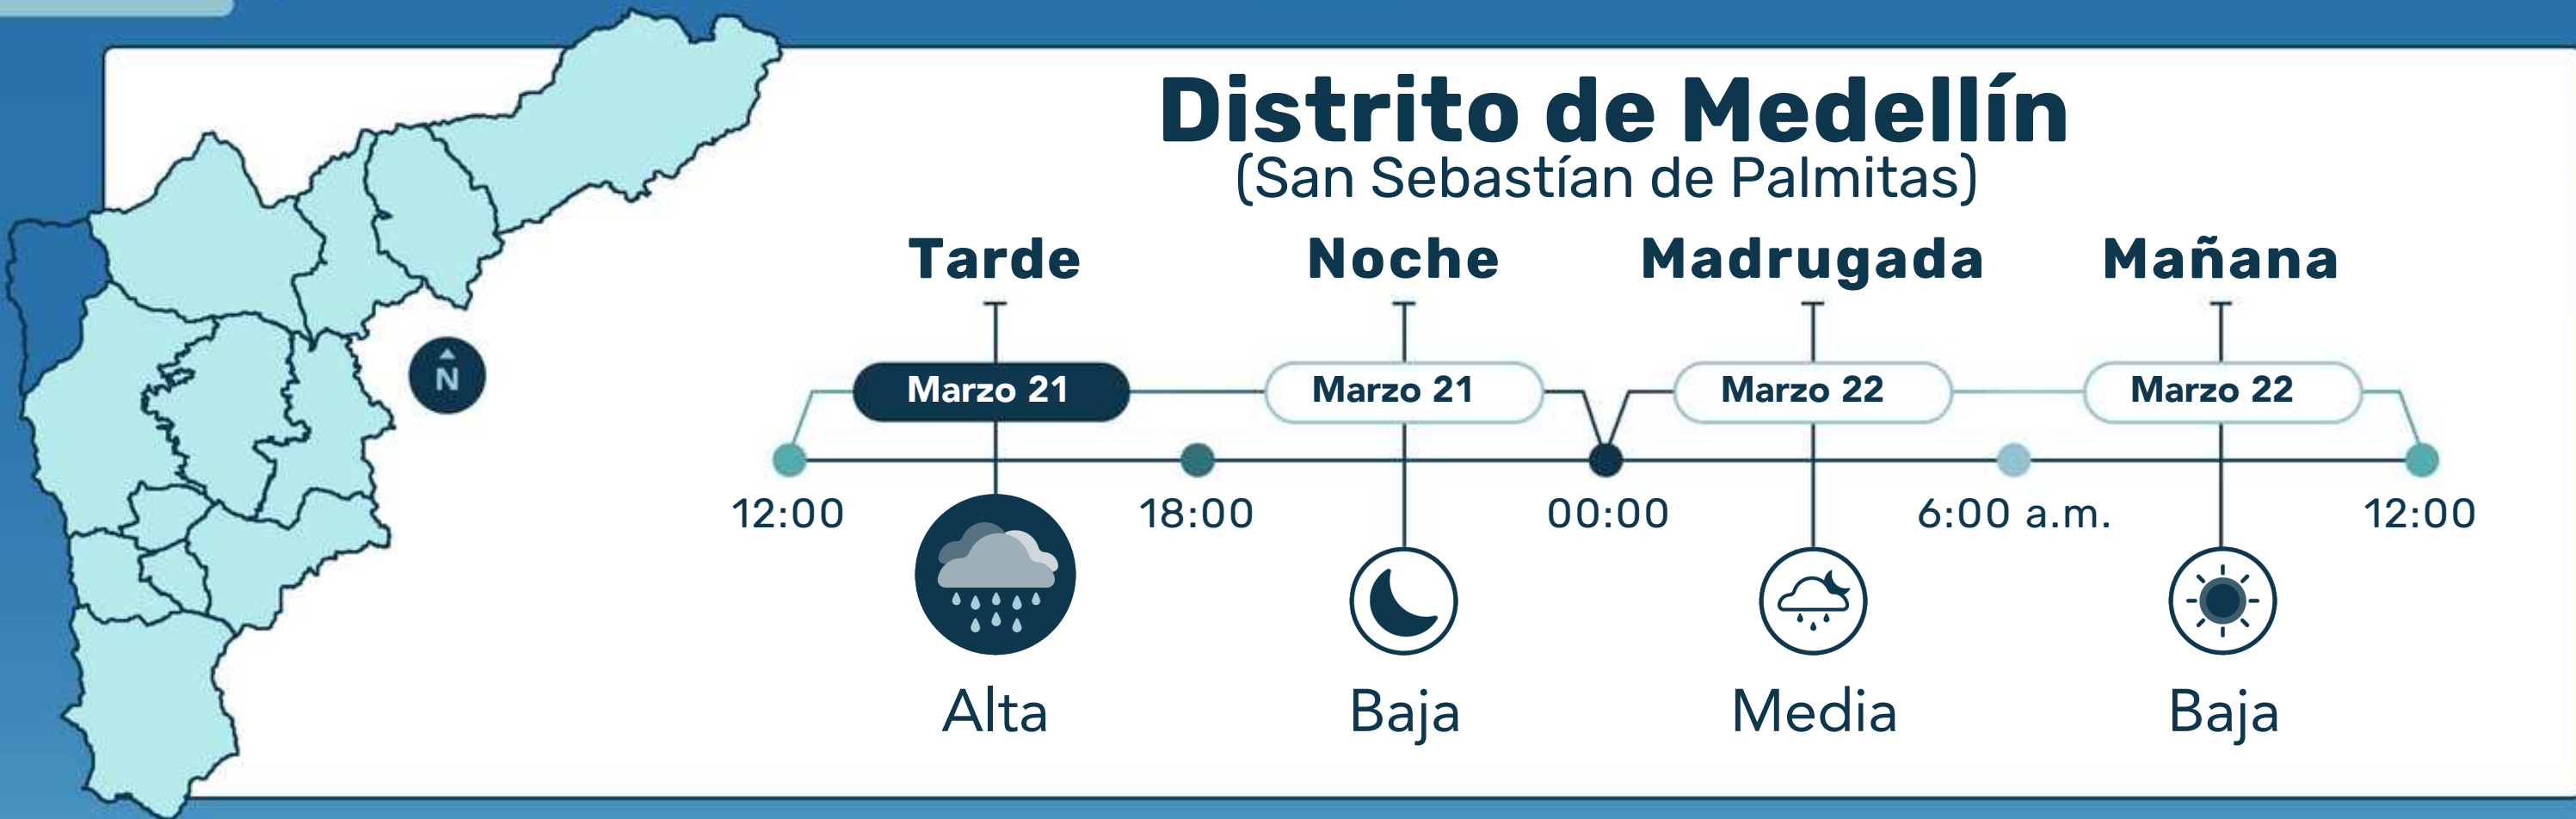 Distrito de Medellín
(San Sebastían de Palmitas)
Tarde Noche Madrugada Mañana
Marzo 21 Marzo 21 Marzo 22 Marzo 22
N
12:00 18:00 00:00 6:00 a.m. 12:00
Alta Baja Media Baja